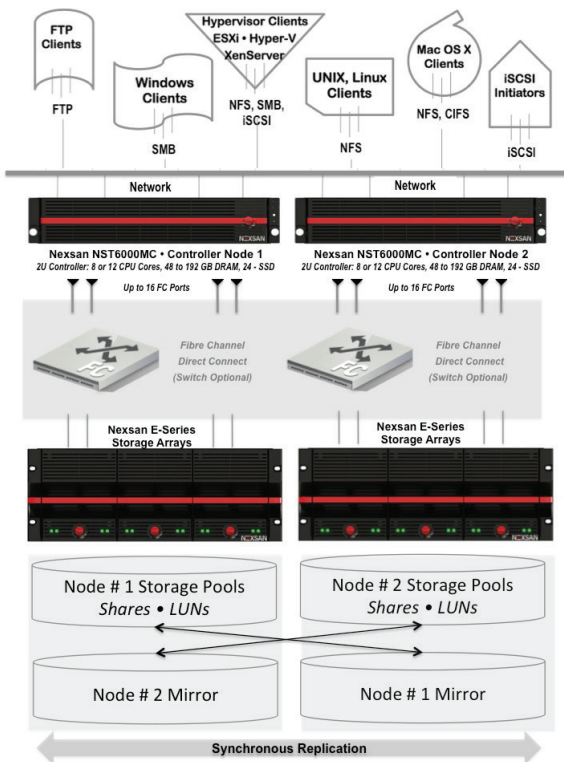 FTP
Clients
FTP
Windows
Clients
SMB
Hypervisor Clients
ESXi • Hyper-V
XenServer
NFS, SMB,
iSCSI
UNIX, Linux
Clients
NFS
Mac OS X
Clients
NFS, CIFS
iSCSI
Initiators
iSCSI
Network
Network
NEXSAN
NEXSAN
Nexsan NST6000MC • Controller Node 1
2U Controller: 8 or 12 CPU Cores, 48 to 192 GB DRAM, 24 - SSD
Up to 16 FC Ports
Nexsan NST6000MC • Controller Node 2
2U Controller: 8 or 12 CPU Cores, 48 to 192 GB DRAM, 24 - SSD
Up to 16 FC Ports
FC
Fibre Channel
Direct Connect
(Switch Optional)
FC
Fibre Channel
Direct Connect
(Switch Optional)
Nexsan E-Series
Storage Arrays
Nexsan E-Series
Storage Arrays
NEXSAN
NEXSAN
Node # 1 Storage Pools
Shares • LUNs
Node # 2 Storage Pools
Shares • LUNs
Node # 2 Mirror
Node # 1 Mirror
Synchronous Replication